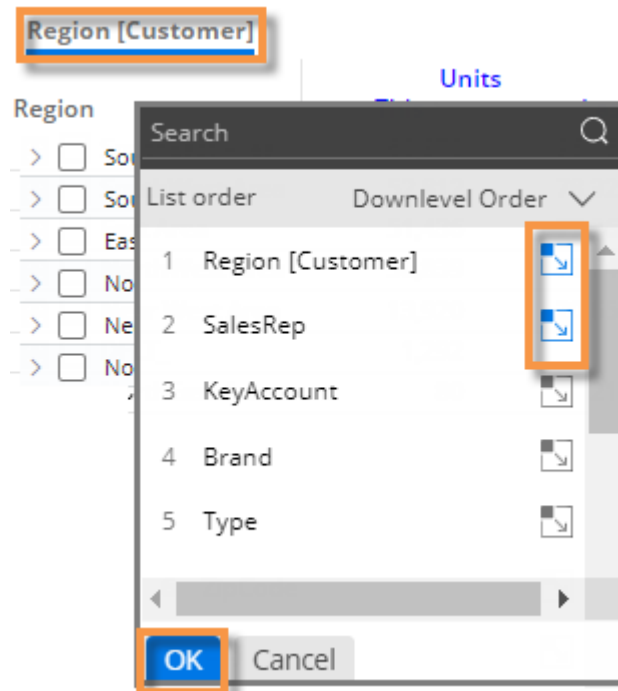 Region [Customer]
Units
Region
Search
List order Downlevel Order
1 Region [Customer]
2 SalesRep
3 KeyAccount
4 Brand
5 Type
OK Cancel